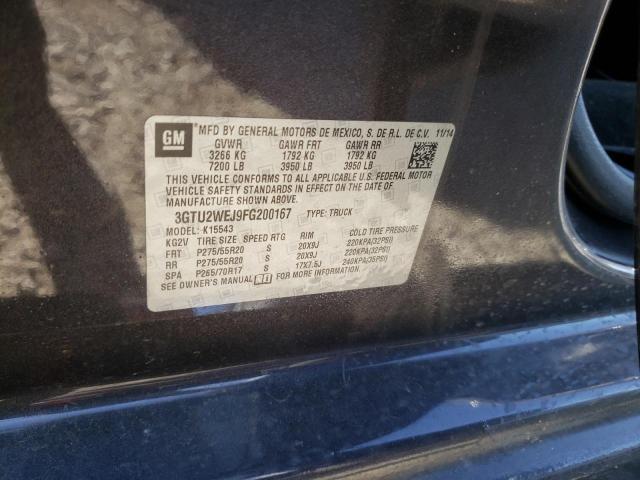 GM MFD BY GENERAL MOTORS DE MEXICO, S. DE R.L. DE C.V. 11/14
GVWR GAWR FRT GAWR RR
3266 KG 1792 KG 1792 KG
7200 LB 3950 LB 3950 LB
THIS VEHICLE CONFORMS TO ALL APPLICABLE U.S. FEDERAL MOTOR
VEHICLE SAFETY STANDARDS IN EFFECT ON THE DATE OF
MANUFACTURE SHOWN ABOVE.
3GTU2WEJ9FG200167 TYPE: TRUCK
MODEL: K15543
KG2V TIRE SIZE SPEED RTG RIM COLD TIRE PRESSURE
FRT P275/55R20 S 20X9J 220KPA(32PSI)
RR P275/55R20 S 20X9J 220KPA(32PSI)
SPA P265/70R17 S 17X7.5J 240KPA(35PSI)
SEE OWNER'S MANUAL FOR MORE INFORMATION.